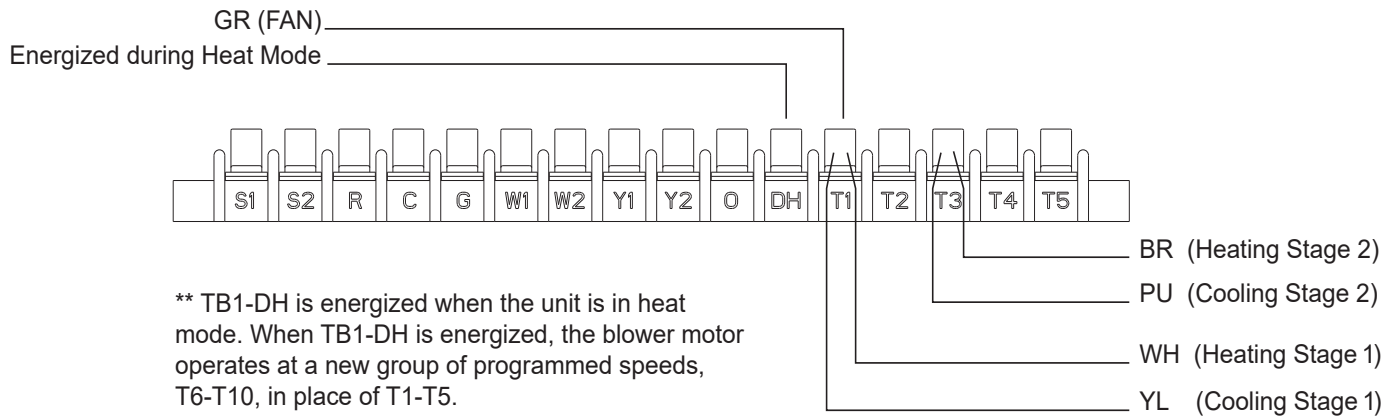 GR (FAN)
Energized during Heat Mode
S1 S2 R C G W1 W2 Y1 Y2 O DH T1 T2 T3 T4 T5
BR (Heating Stage 2)
PU (Cooling Stage 2)
WH (Heating Stage 1)
YL (Cooling Stage 1)
** TB1-DH is energized when the unit is in heat
mode. When TB1-DH is energized, the blower motor
operates at a new group of programmed speeds,
T6-T10, in place of T1-T5.